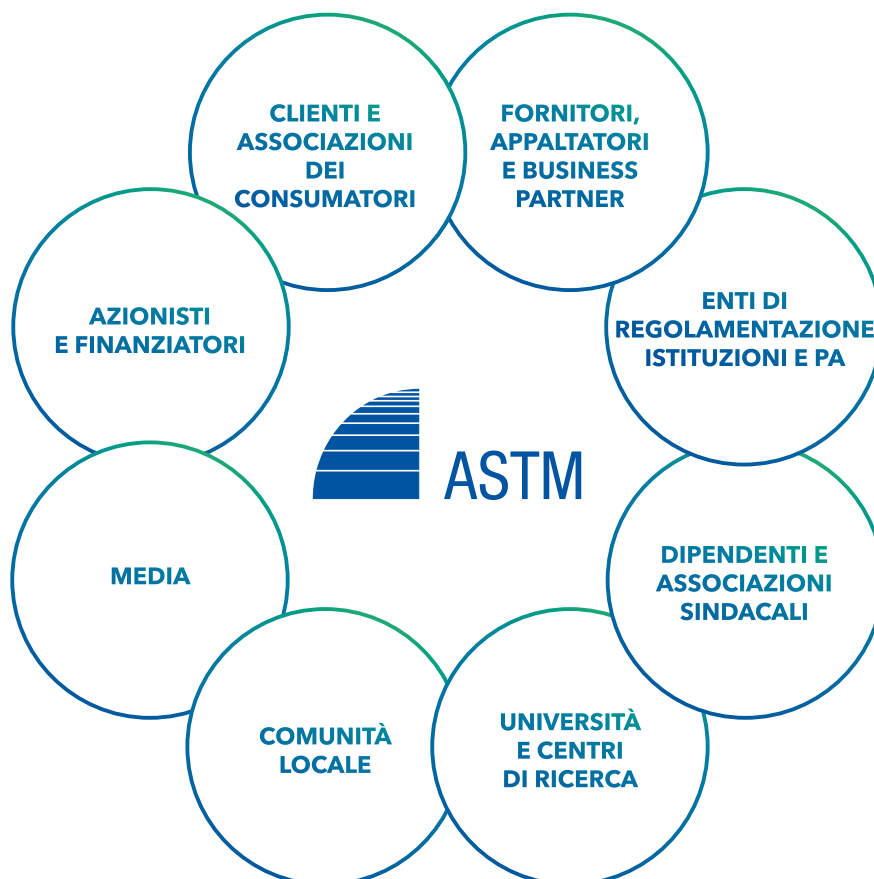 CLIENTI E
ASSOCIAZIONI
DEI
CONSUMATORI
FORNITORI,
APPALTATORI
E BUSINESS
PARTNER
ENTI DI
REGOLAMENTAZIONE
ISTITUZIONI E PA
DIPENDENTI E
ASSOCIAZIONI
SINDACALI
UNIVERSITÀ
E CENTRI
DI RICERCA
COMUNITÀ
LOCALE
MEDIA
AZIONISTI
E FINANZIATORI
ASTM